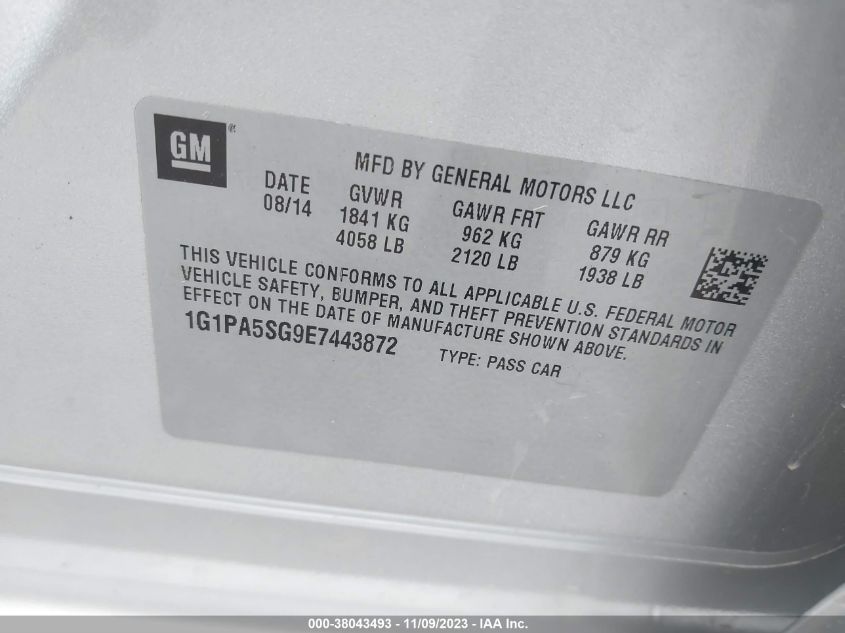 GM
®
MFD BY GENERAL MOTORS LLC
DATE GVWR GAWR FRT GAWR RR
08/14 1841 KG 962 KG 879 KG
4058 LB 2120 LB 1938 LB
THIS VEHICLE CONFORMS TO ALL APPLICABLE U.S. FEDERAL MOTOR
VEHICLE SAFETY, BUMPER, AND THEFT PREVENTION STANDARDS IN
EFFECT ON THE DATE OF MANUFACTURE SHOWN ABOVE.
1G1PA5SG9E7443872 TYPE: PASS CAR
000-38043493 - 11/09/2023 - IAA Inc.